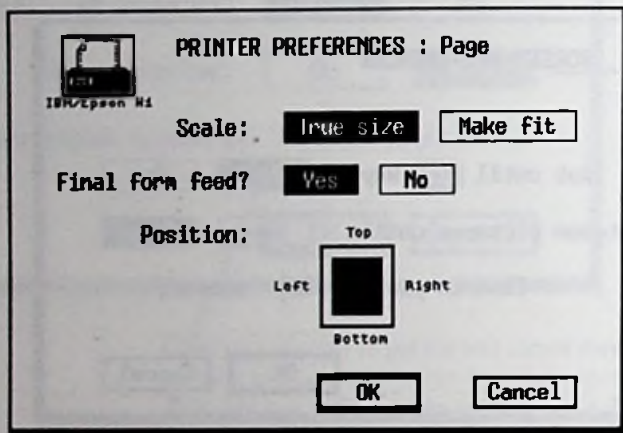 PRINTER PREFERENCES : Page
IBM/Epson Hi
Scale: True size Make fit
Final form feed? Yes No
Position: Top
Left Right
Bottom
OK Cancel